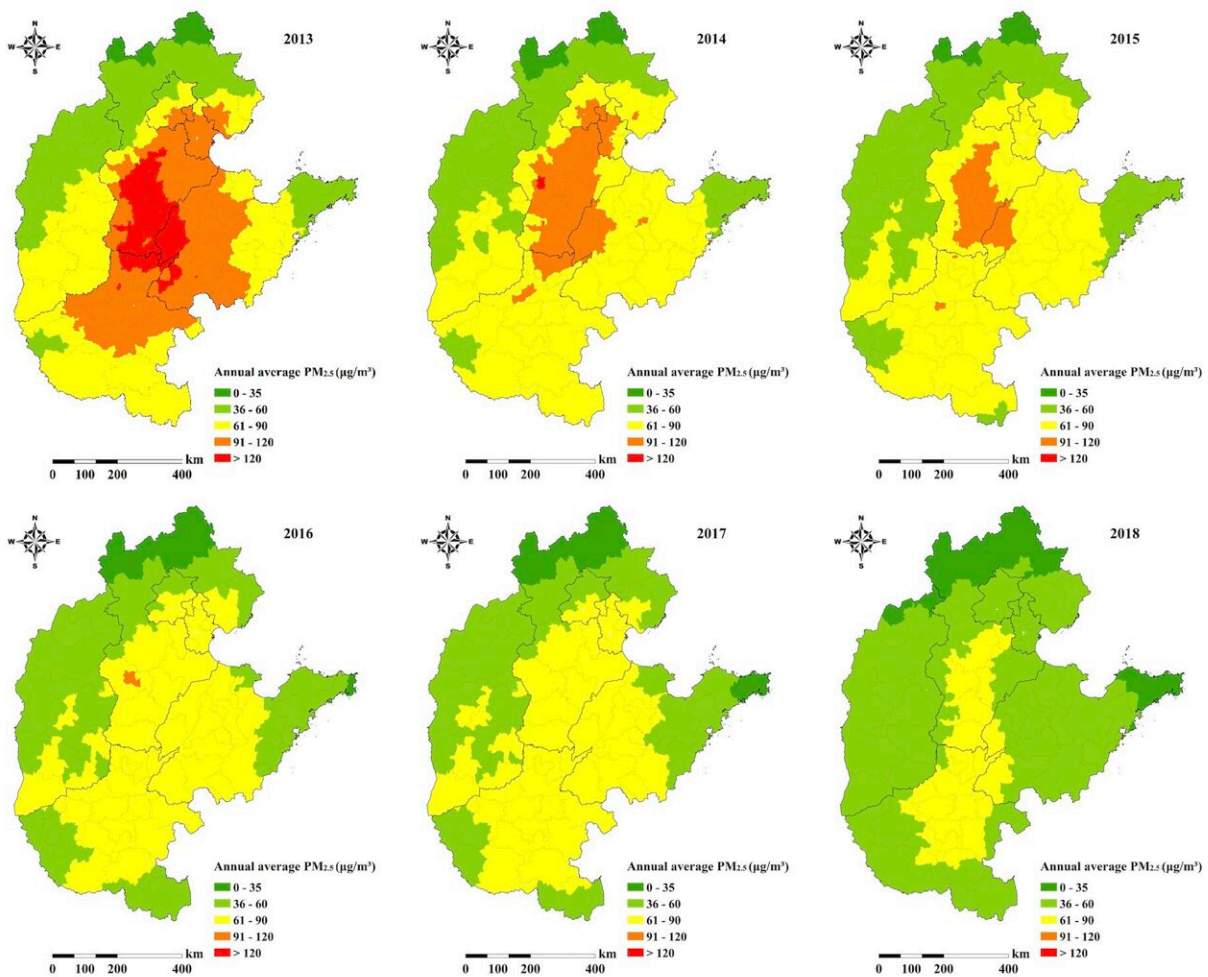 N
W E
S
2013
Annual average PM₂.₅ (µg/m³)
0 - 35
36 - 60
61 - 90
91 - 120
> 120
km
0 100 200 400
N
W E
S
2014
Annual average PM₂.₅ (µg/m³)
0 - 35
36 - 60
61 - 90
91 - 120
> 120
km
0 100 200 400
N
W E
S
2015
Annual average PM₂.₅ (µg/m³)
0 - 35
36 - 60
61 - 90
91 - 120
> 120
km
0 100 200 400
N
W E
S
2016
Annual average PM₂.₅ (µg/m³)
0 - 35
36 - 60
61 - 90
91 - 120
> 120
km
0 100 200 400
N
W E
S
2017
Annual average PM₂.₅ (µg/m³)
0 - 35
36 - 60
61 - 90
91 - 120
> 120
km
0 100 200 400
N
W E
S
2018
Annual average PM₂.₅ (µg/m³)
0 - 35
36 - 60
61 - 90
91 - 120
> 120
km
0 100 200 400